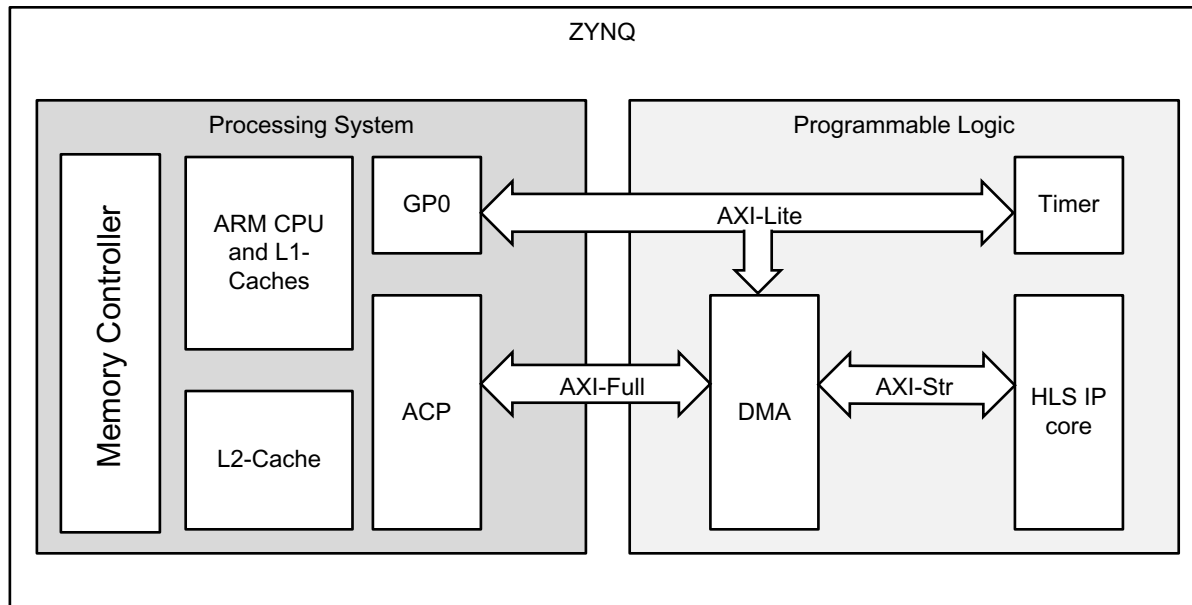 ZYNQ
Processing System
Programmable Logic
Memory Controller
ARM CPU
and L1-
Caches
GP0
AXI-Lite
Timer
L2-Cache
ACP
AXI-Full
DMA
AXI-Str
HLS IP
core